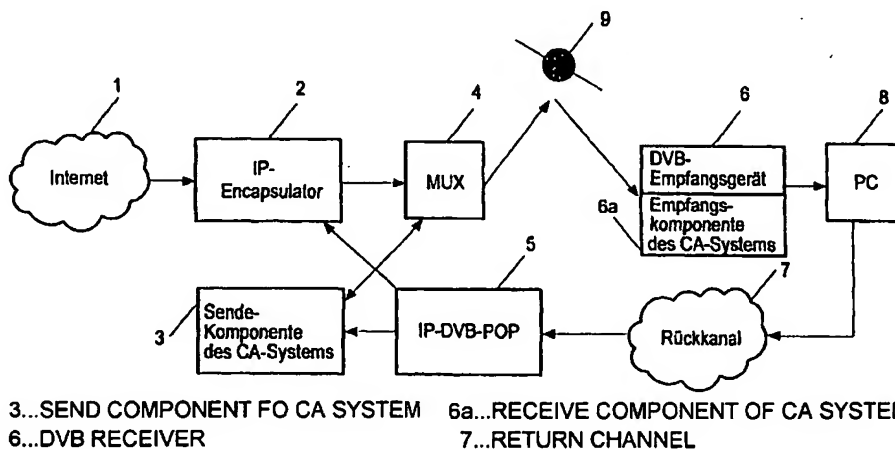 9
1
2
4
6
8
Internet
IP-
Encapsulator
MUX
DVB-
Empfangsgerät
PC
6a
Empfangs-
komponente
des CA-Systems
5
7
3
Sende-
Komponente
des CA-Systems
IP-DVB-POP
Rückkanal
3...SEND COMPONENT FO CA SYSTEM
6a...RECEIVE COMPONENT OF CA SYSTEM
6...DVB RECEIVER
7...RETURN CHANNEL